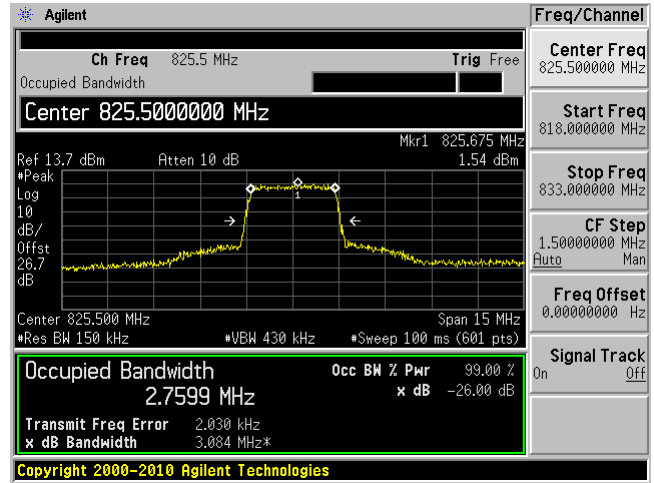 Agilent
Freq/Channel
Ch Freq 825.5 MHz Trig Free
Occupied Bandwidth
Center 825.5000000 MHz
Mkr1 825.675 MHz
Ref 13.7 dBm Atten 10 dB 1.54 dBm
#Peak
Log
10
dB/
Offst
26.7
dB
1
Center 825.500 MHz Span 15 MHz
#Res BW 150 kHz #VBW 430 kHz #Sweep 100 ms (601 pts)
Occupied Bandwidth Occ BW % Pwr 99.00 %
2.7599 MHz x dB -26.00 dB
Transmit Freq Error 2.030 kHz
x dB Bandwidth 3.084 MHz*
Copyright 2000-2010 Agilent Technologies
Center Freq
825.500000 MHz
Start Freq
818.000000 MHz
Stop Freq
833.000000 MHz
CF Step
1.50000000 MHz
Auto Man
Freq Offset
0.00000000 Hz
Signal Track
On Off